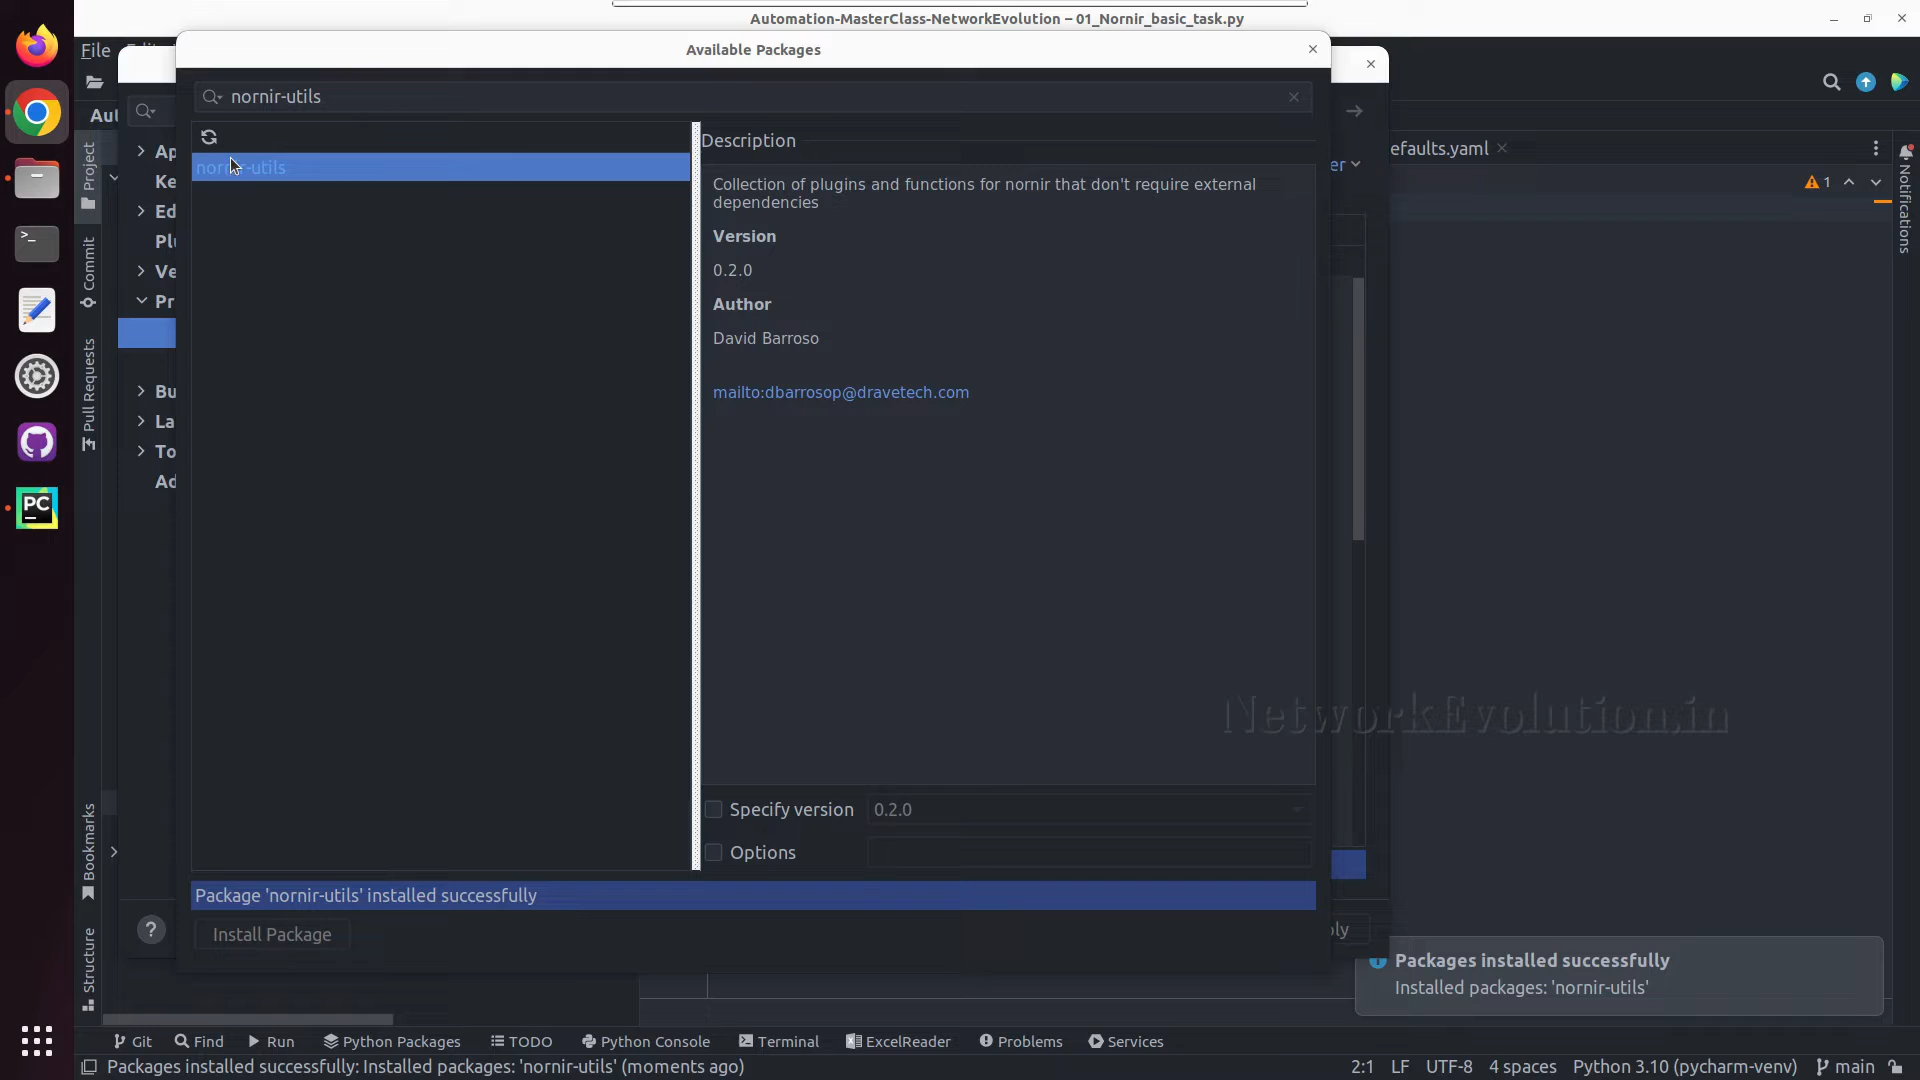 Automation-MasterClass-NetworkEvolution – 01_Nornir_basic_task.py
File
Available Packages
nornir-utils
Aut
Project
Commit
Pull Requests
Bookmarks
Structure
Ap
Ke
Ed
Plu
Ve
Pr
Bu
La
To
Ad
nornir-utils
Description
Collection of plugins and functions for nornir that don't require external
dependencies
Version
0.2.0
Author
David Barroso
mailto:dbarrosop@dravetech.com
Specify version 0.2.0
Options
Package 'nornir-utils' installed successfully
Install Package
?
er
efaults.yaml
1
Notifications
NetworkEvolution.in
ply
Packages installed successfully
Installed packages: 'nornir-utils'
Git Find Run Python Packages TODO Python Console Terminal ExcelReader Problems Services
Packages installed successfully: Installed packages: 'nornir-utils' (moments ago) 2:1 LF UTF-8 4 spaces Python 3.10 (pycharm-venv) main
PC